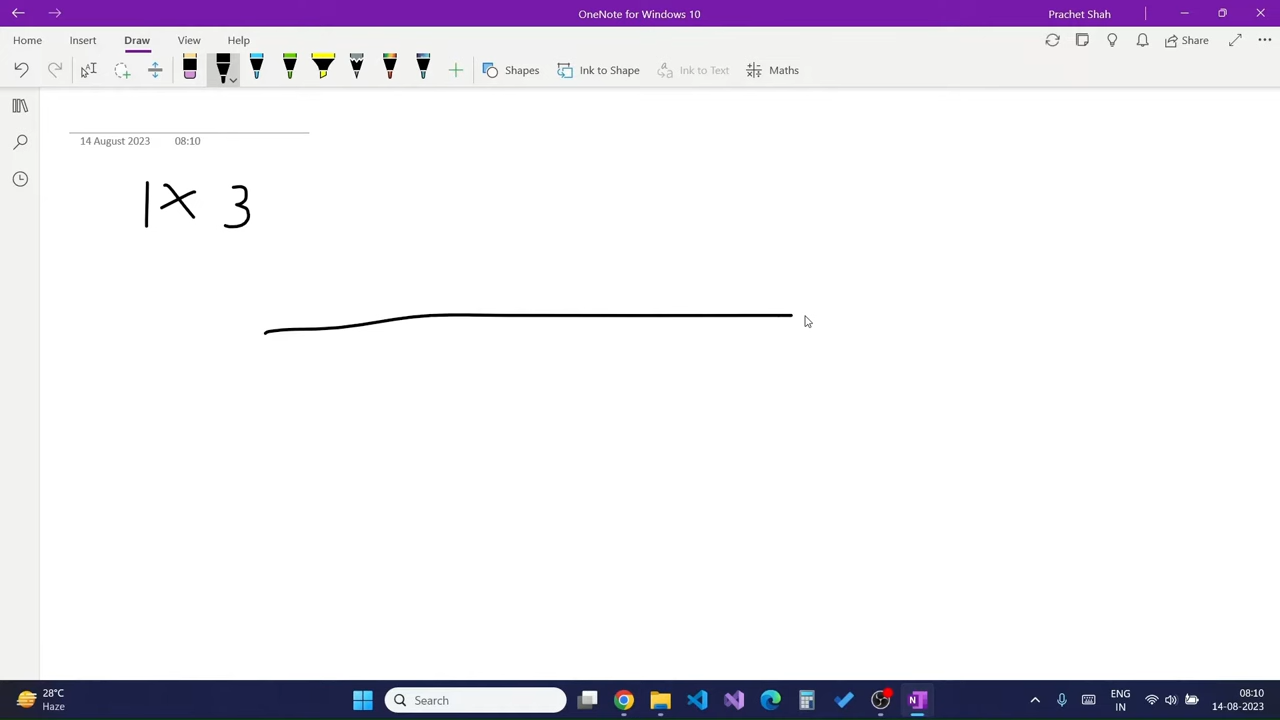 OneNote for Windows 10
Prachet Shah
Home Insert Draw View Help
Share
Shapes
Ink to Shape
Ink to Text
Maths
14 August 2023 08:10
1 × 3
28°C
Haze
Search
N
ENG
IN
08:10
14-08-2023